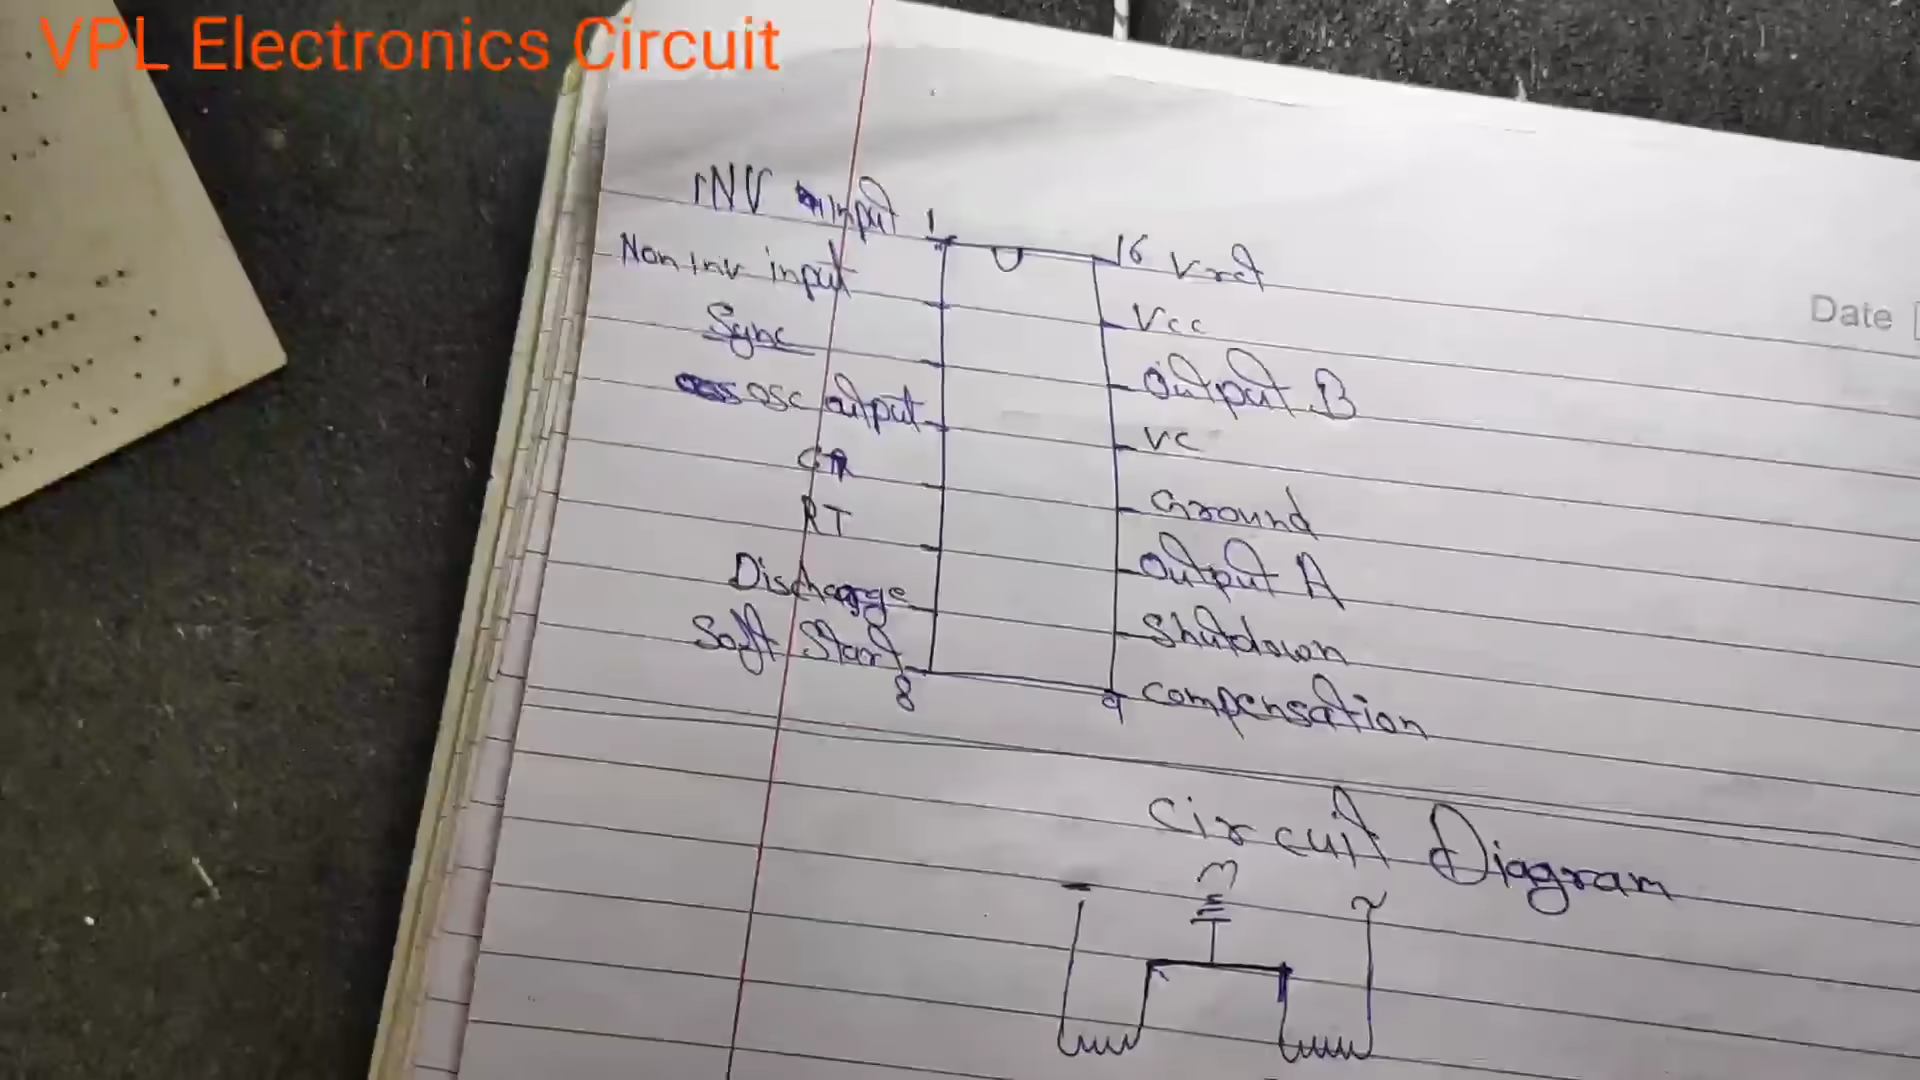 VPL Electronics Circuit
INV input 1
Non inv input
Sync
osc output
RT
Discharge
Soft Start
8
16 Vref
Vcc
Output B
VC
Ground
Output A
Shutdown
9 compensation
Date
Circuit Diagram